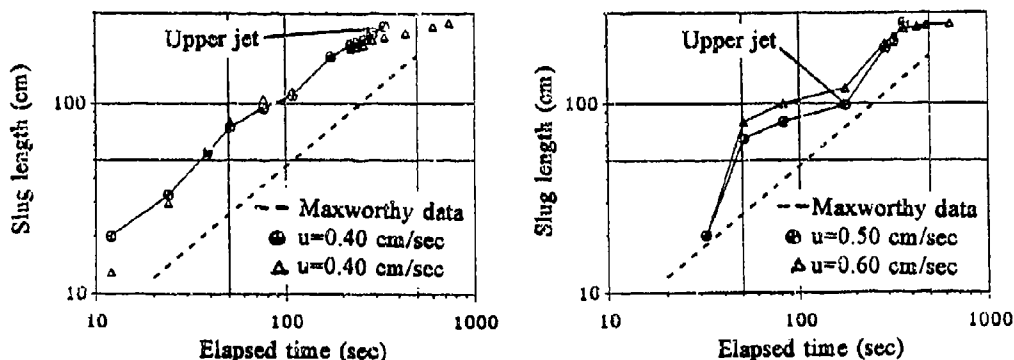 Upper jet
Slug length (cm)
100
10
Maxworthy data
u=0.40 cm/sec
u=0.40 cm/sec
10
100
1000
Elapsed time (sec)
Upper jet
Slug length (cm)
100
10
Maxworthy data
u=0.50 cm/sec
u=0.60 cm/sec
10
100
1000
Elapsed time (sec)